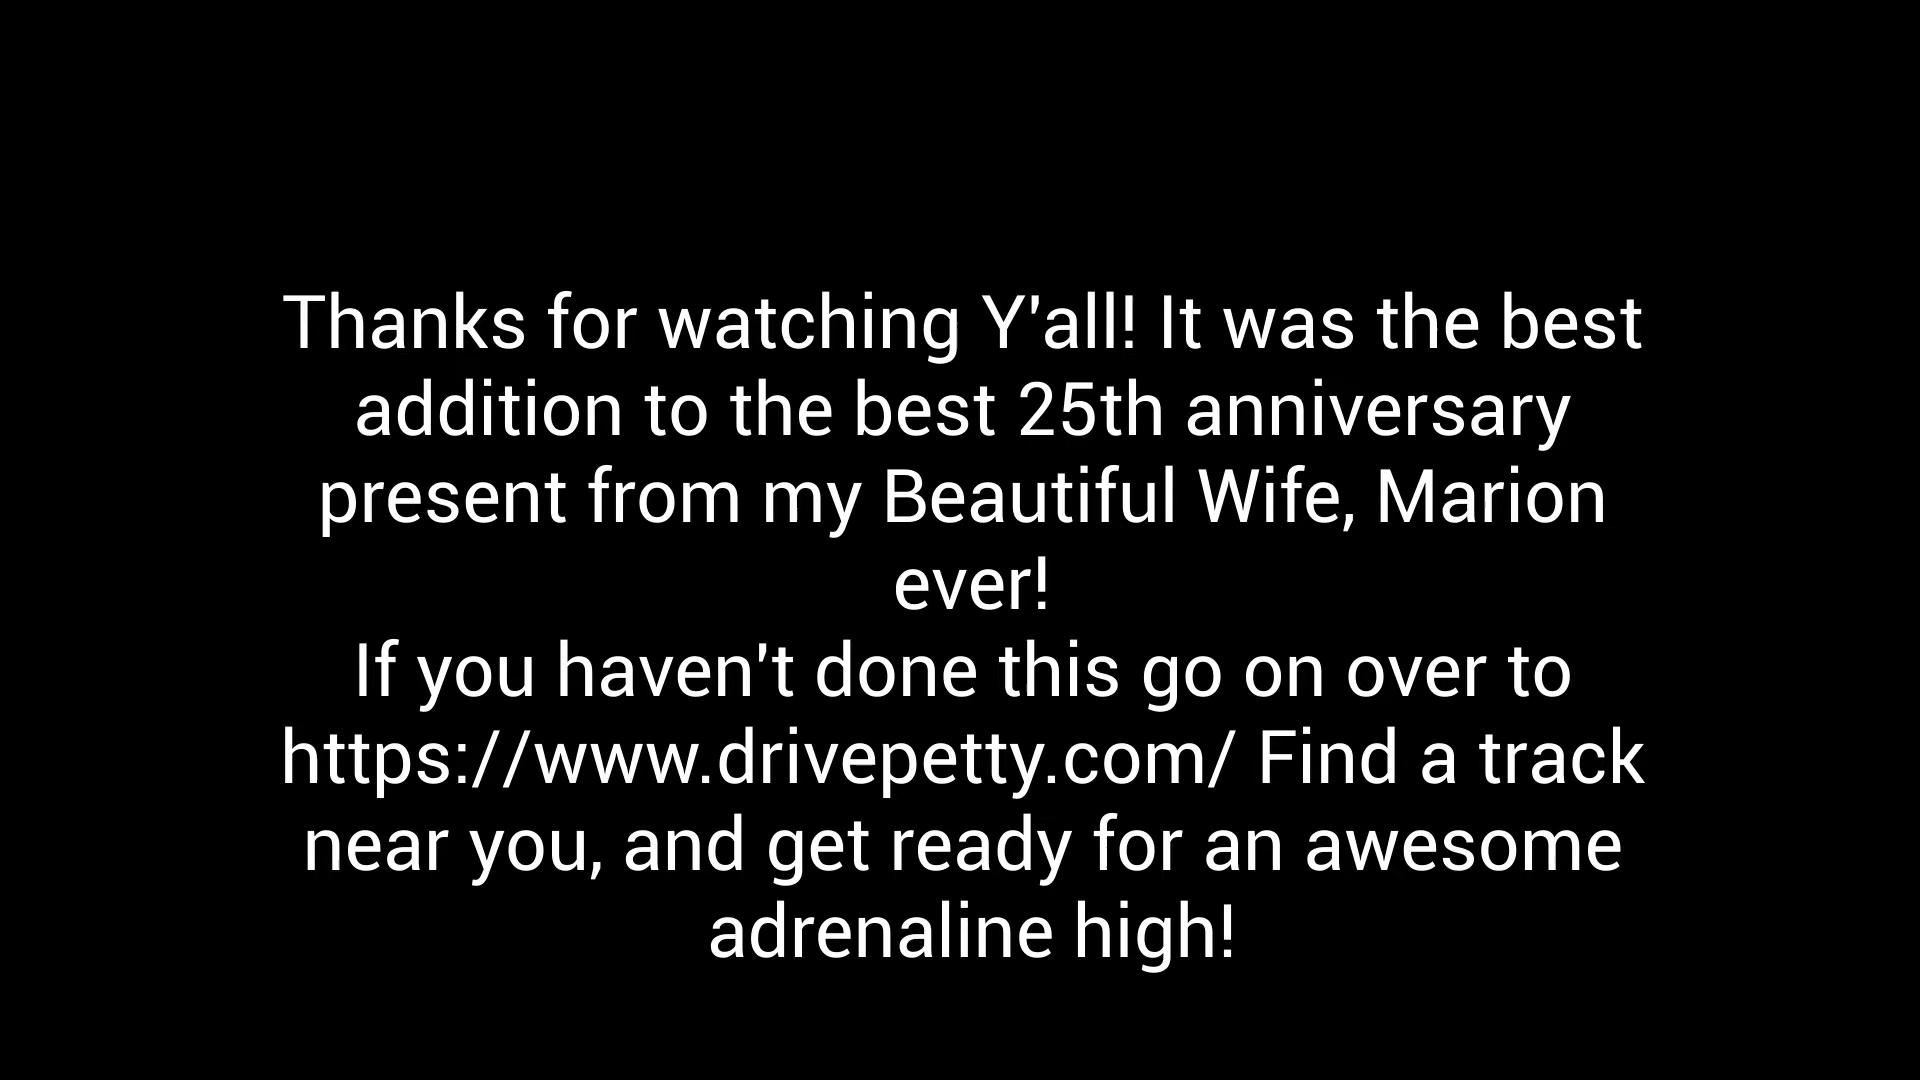 Thanks for watching Y'all! It was the best
addition to the best 25th anniversary
present from my Beautiful Wife, Marion
ever!
If you haven't done this go on over to
https://www.drivepetty.com/ Find a track
near you, and get ready for an awesome
adrenaline high!